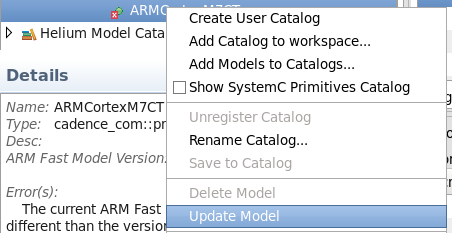 Create User Catalog
Helium Model Cata
Add Catalog to workspace...
Add Models to Catalogs...
Details
Show SystemC Primitives Catalog
Name: ARMCortexM7CT
Unregister Catalog
Type: cadence_com::pr
Rename Catalog...
Desc:
ARM Fast Model Version:
Save to Catalog
Error(s):
Delete Model
The current ARM Fast
Update Model
different than the version